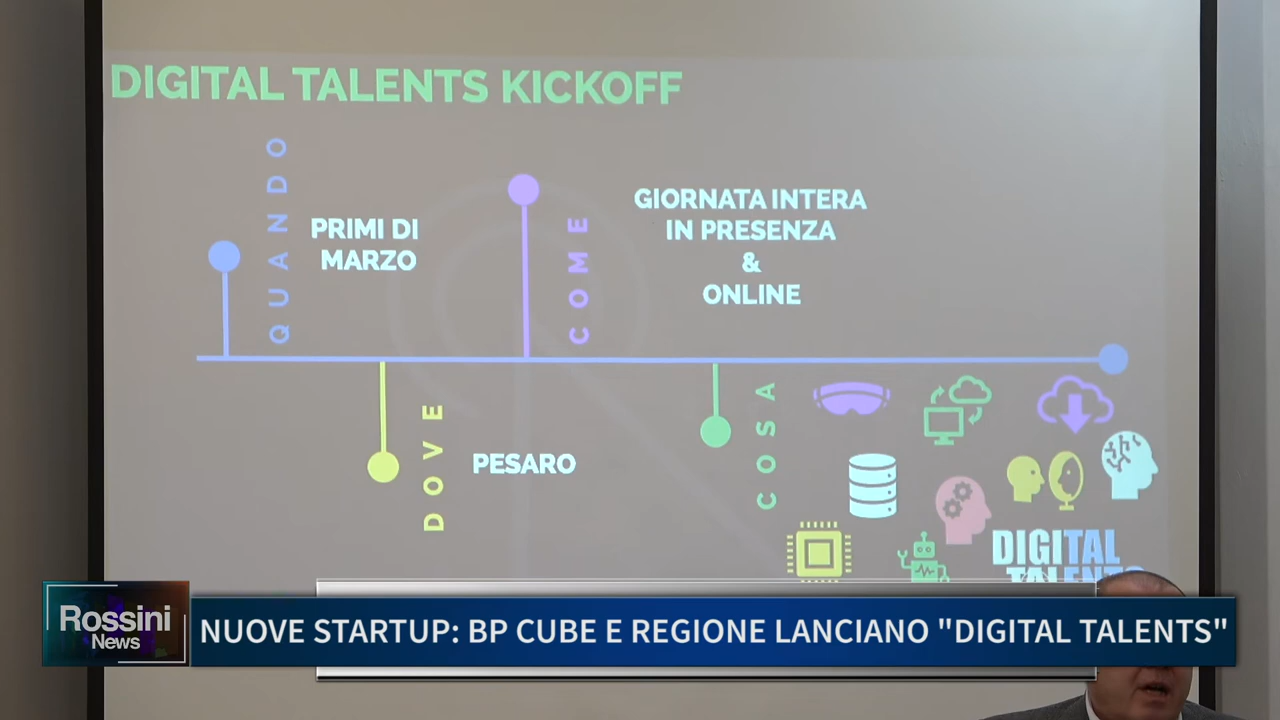 DIGITAL TALENTS KICKOFF
QUANDO
PRIMI DI
MARZO
COME
GIORNATA INTERA
IN PRESENZA
&
ONLINE
DOVE
PESARO
COSA
DIGITAL
TALENTS
Rossini
News
NUOVE STARTUP: BP CUBE E REGIONE LANCIANO "DIGITAL TALENTS"